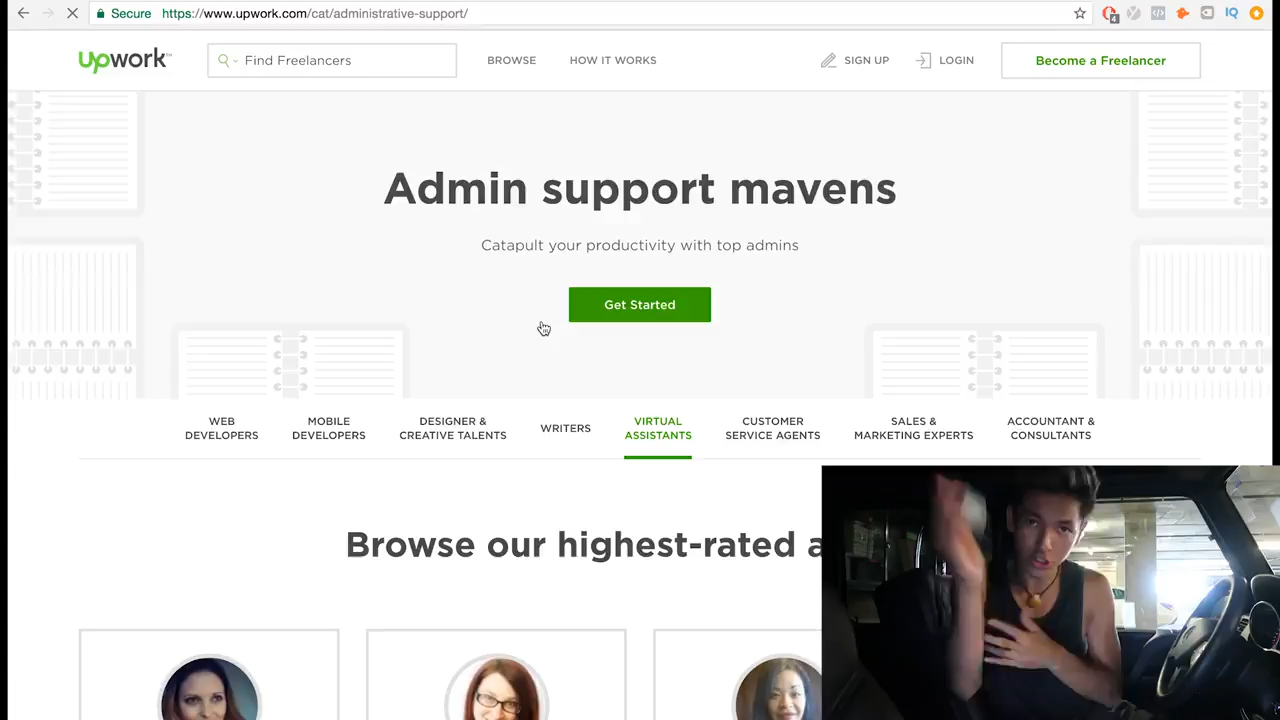 Secure https://www.upwork.com/cat/administrative-support/
4
upwork™ Find Freelancers BROWSE HOW IT WORKS SIGN UP LOGIN Become a Freelancer
Admin support mavens
Catapult your productivity with top admins
Get Started
WEB DEVELOPERS
MOBILE DEVELOPERS
DESIGNER & CREATIVE TALENTS
WRITERS
VIRTUAL ASSISTANTS
CUSTOMER SERVICE AGENTS
SALES & MARKETING EXPERTS
ACCOUNTANT & CONSULTANTS
Browse our highest-rated